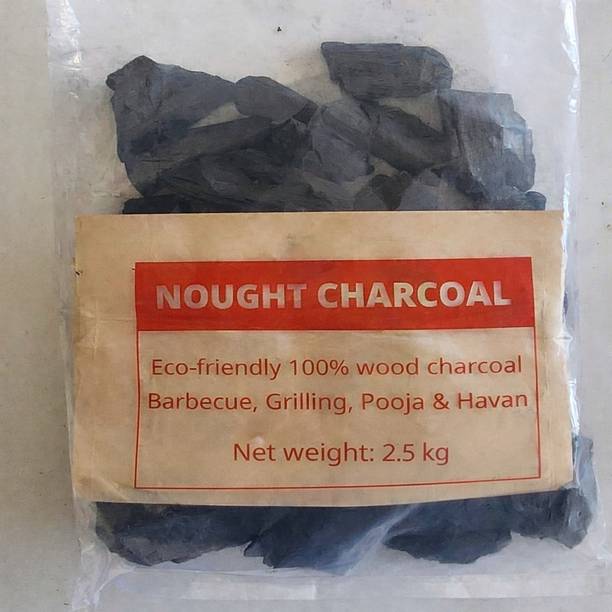 NOUGHT CHARCOAL
Eco-friendly 100% wood charcoal
Barbecue, Grilling, Pooja & Havan
Net weight: 2.5 kg